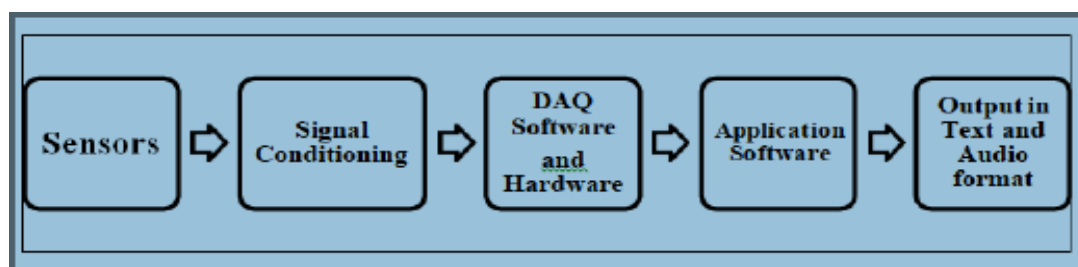 Sensors
Signal
Conditioning
DAQ
Software
and
Hardware
Application
Software
Output in
Text and
Audio
format